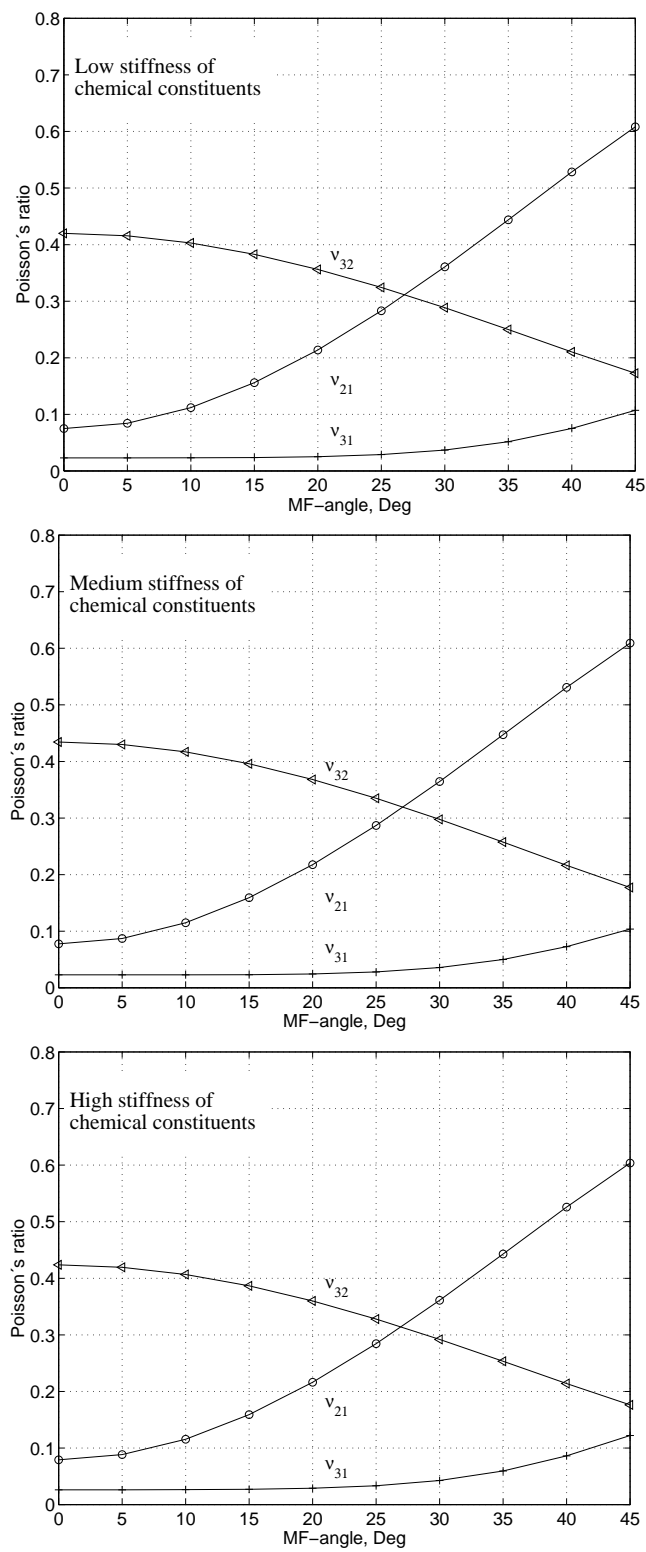 0.8
Low stiffness of
chemical constituents
0.7
0.6
0.5
0.4
0.3
0.2
0.1
0
Poisson´s ratio
ν32
ν21
ν31
0 5 10 15 20 25 30 35 40 45
MF−angle, Deg
0.8
Medium stiffness of
chemical constituents
0.7
0.6
0.5
0.4
0.3
0.2
0.1
0
Poisson´s ratio
ν32
ν21
ν31
0 5 10 15 20 25 30 35 40 45
MF−angle, Deg
0.8
High stiffness of
chemical constituents
0.7
0.6
0.5
0.4
0.3
0.2
0.1
0
Poisson´s ratio
ν32
ν21
ν31
0 5 10 15 20 25 30 35 40 45
MF−angle, Deg